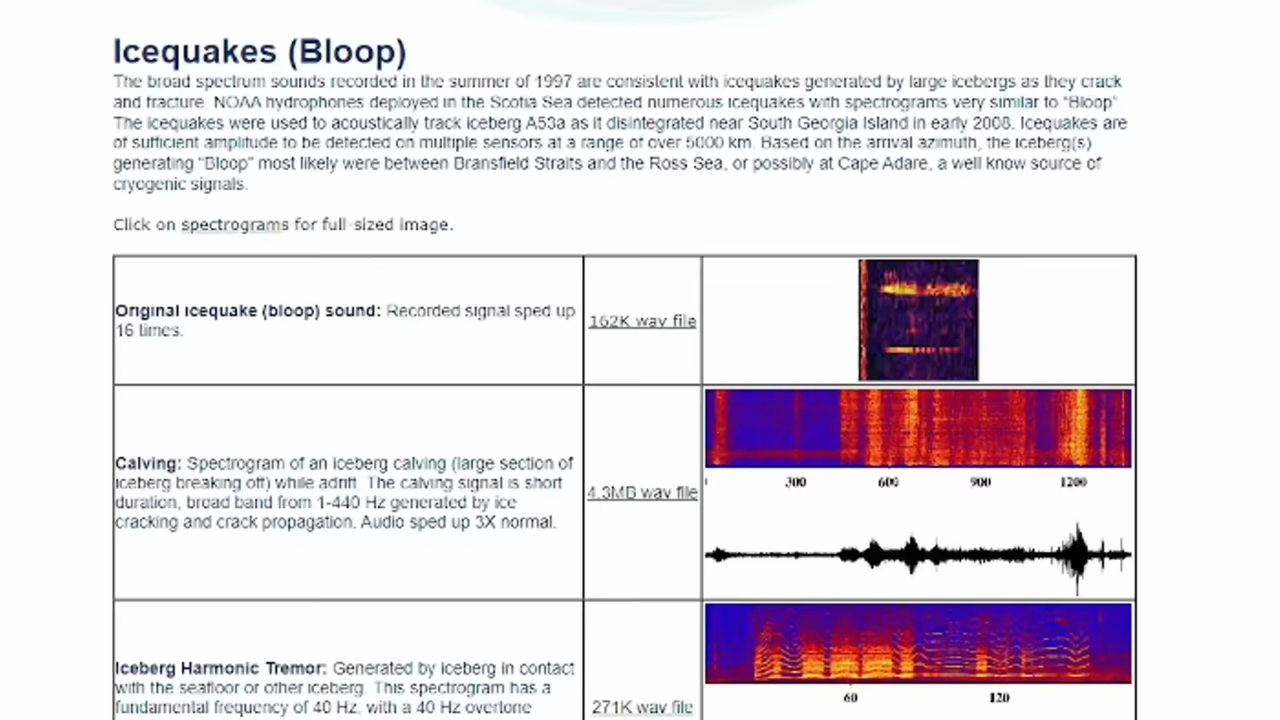 Icequakes (Bloop)
The broad spectrum sounds recorded in the summer of 1997 are consistent with icequakes generated by large icebergs as they crack
and fracture. NOAA hydrophones deployed in the Scotia Sea detected numerous icequakes with spectrograms very similar to "Bloop"
The icequakes were used to acoustically track iceberg A53a as it disintegrated near South Georgia Island in early 2008. Icequakes are
of sufficient amplitude to be detected on multiple sensors at a range of over 5000 km. Based on the arrival azimuth, the iceberg(s)
generating "Bloop" most likely were between Bransfield Straits and the Ross Sea, or possibly at Cape Adare, a well know source of
cryogenic signals.
Click on spectrograms for full-sized image.
Original icequake (bloop) sound: Recorded signal sped up
16 times.
162K wav file
Calving: Spectrogram of an iceberg calving (large section of
iceberg breaking off) while adrift. The calving signal is short
duration, broad band from 1-440 Hz generated by ice
cracking and crack propagation. Audio sped up 3X normal.
4.3MB wav file
300 600 900 1200
Iceberg Harmonic Tremor: Generated by iceberg in contact
with the seafloor or other iceberg. This spectrogram has a
fundamental frequency of 40 Hz, with a 40 Hz overtone
271K wav file
60 120